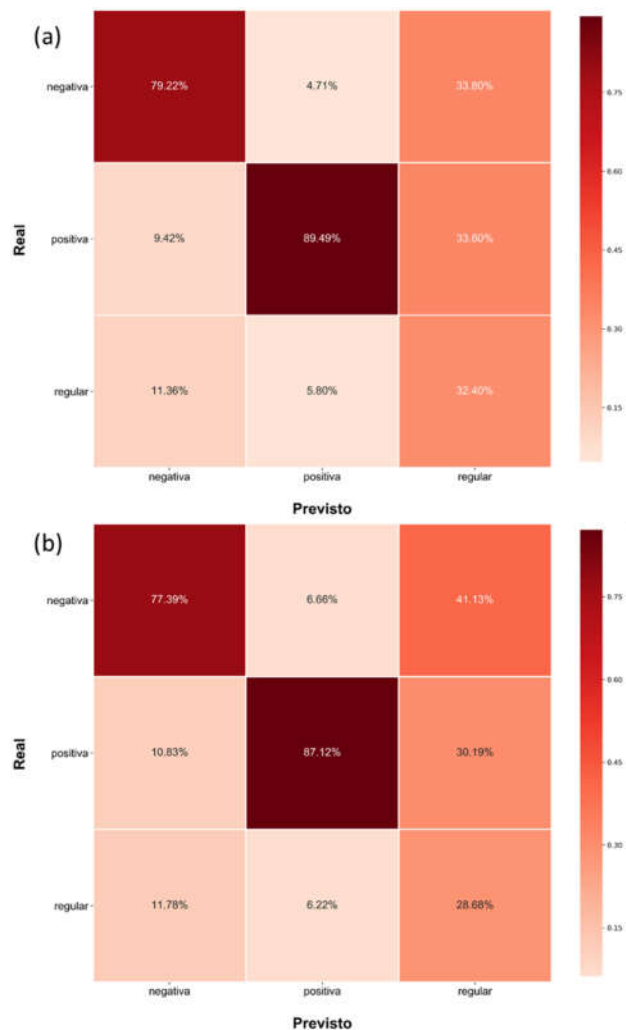 (a)
negativa 79.22% 4.71% 33.80%
0.75
0.60
positiva 9.42% 89.49% 33.80%
0.45
0.30
regular 11.36% 5.80% 32.40%
0.15
negativa positiva regular
Real
Previsto
(b)
negativa 77.39% 6.66% 41.13%
0.75
0.60
positiva 10.83% 87.12% 30.19%
0.45
0.30
regular 11.78% 6.22% 28.68%
0.15
negativa positiva regular
Real
Previsto